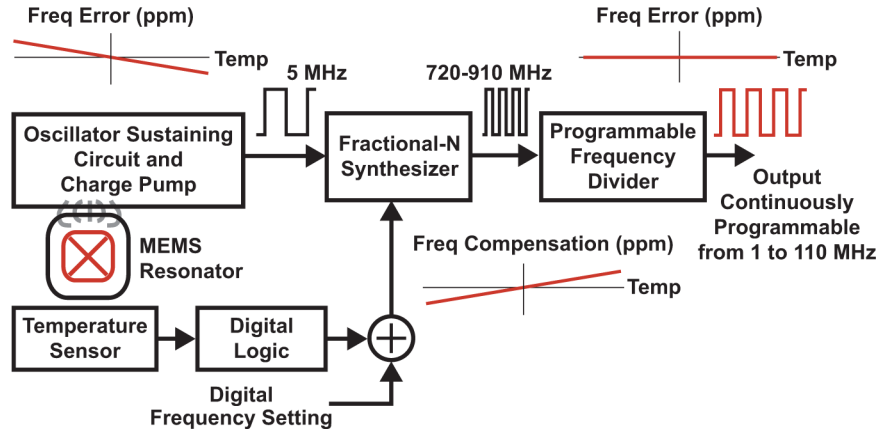 Freq Error (ppm)
Temp
5 MHz
720-910 MHz
Freq Error (ppm)
Temp
Oscillator Sustaining
Circuit and
Charge Pump
Fractional-N
Synthesizer
Programmable
Frequency
Divider
Output
Continuously
Programmable
from 1 to 110 MHz
MEMS
Resonator
Freq Compensation (ppm)
Temp
Temperature
Sensor
Digital
Logic
Digital
Frequency Setting